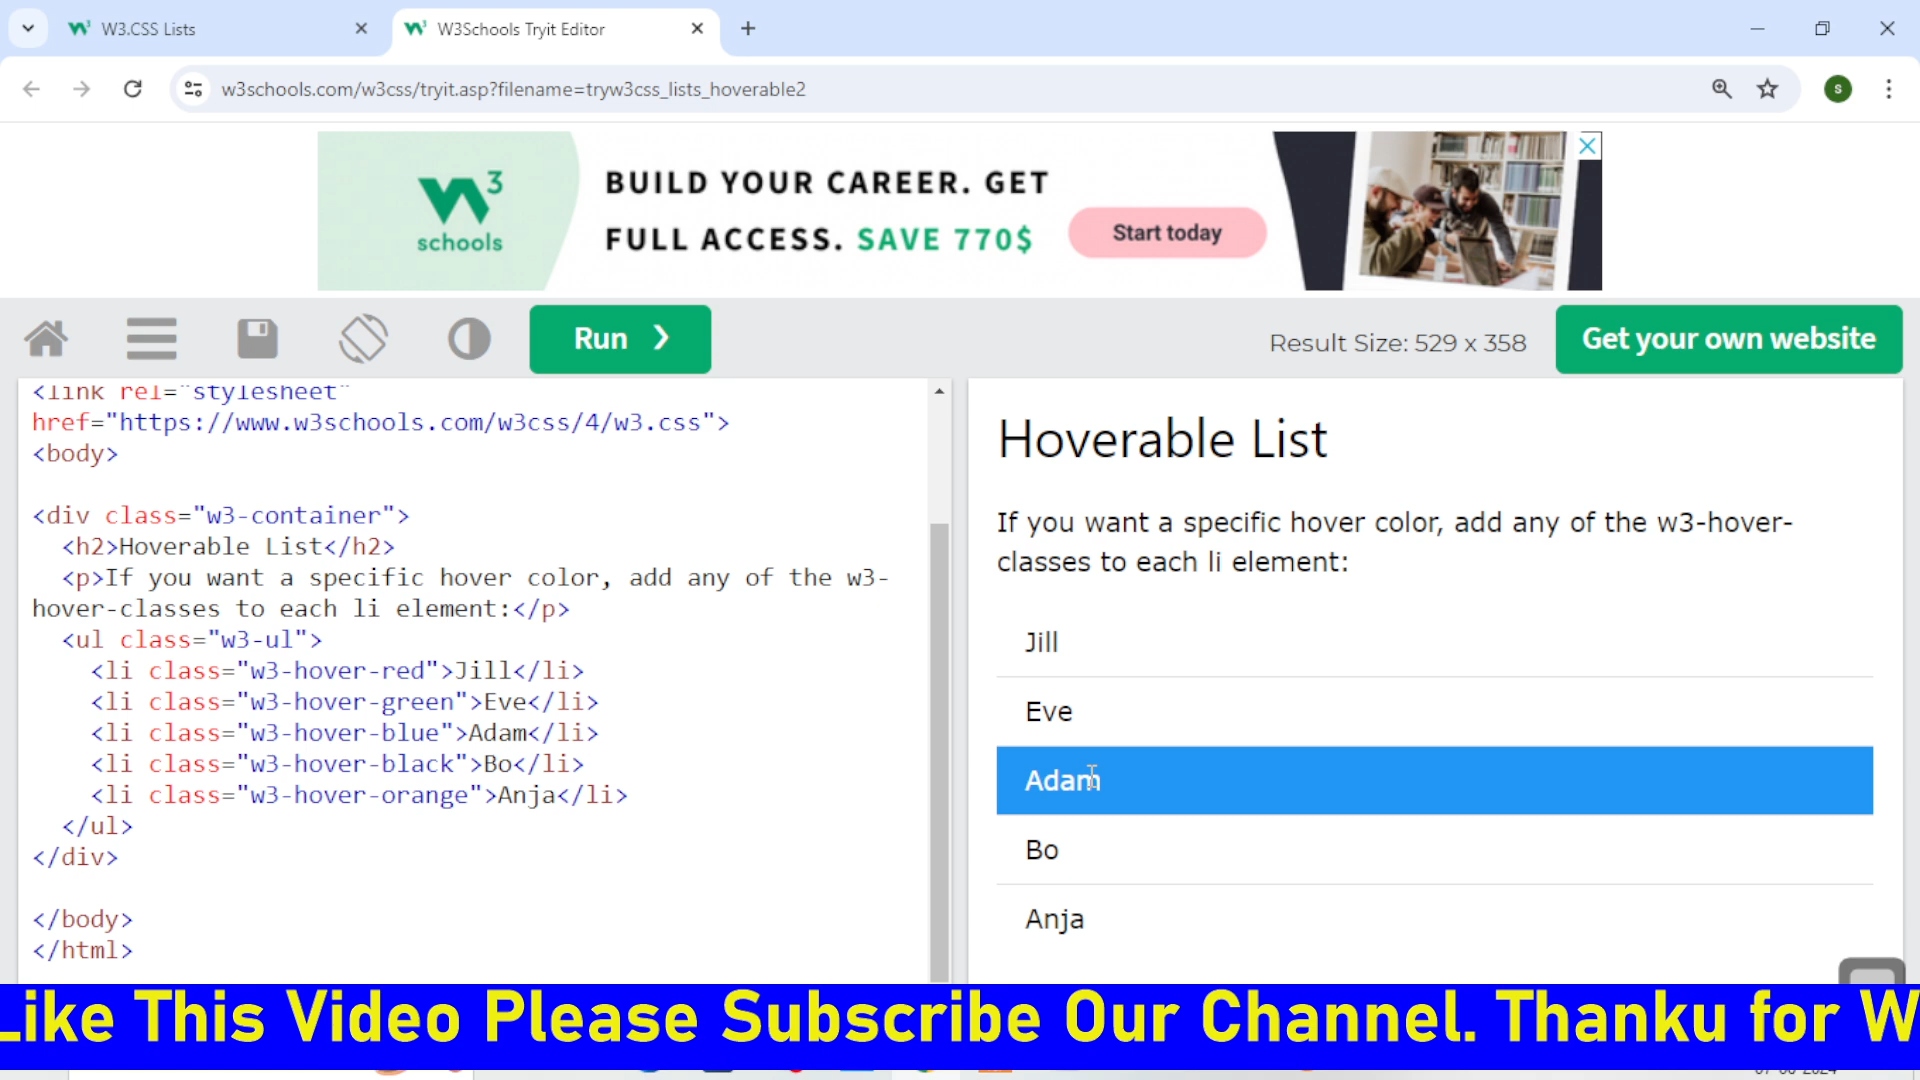 W3.CSS Lists
W3Schools Tryit Editor
w3schools.com/w3css/tryit.asp?filename=tryw3css_lists_hoverable2
S
W3
schools
BUILD YOUR CAREER. GET
FULL ACCESS. SAVE 770$
Start today
Run ❯
Result Size: 529 x 358
Get your own website
<link rel="stylesheet"
href="https://www.w3schools.com/w3css/4/w3.css">
<body>
<div class="w3-container">
<h2>Hoverable List</h2>
<p>If you want a specific hover color, add any of the w3-
hover-classes to each li element:</p>
<ul class="w3-ul">
<li class="w3-hover-red">Jill</li>
<li class="w3-hover-green">Eve</li>
<li class="w3-hover-blue">Adam</li>
<li class="w3-hover-black">Bo</li>
<li class="w3-hover-orange">Anja</li>
</ul>
</div>
</body>
</html>
Hoverable List
If you want a specific hover color, add any of the w3-hover-
classes to each li element:
Jill
Eve
Adam
Bo
Anja
Like This Video Please Subscribe Our Channel. Thanku for W